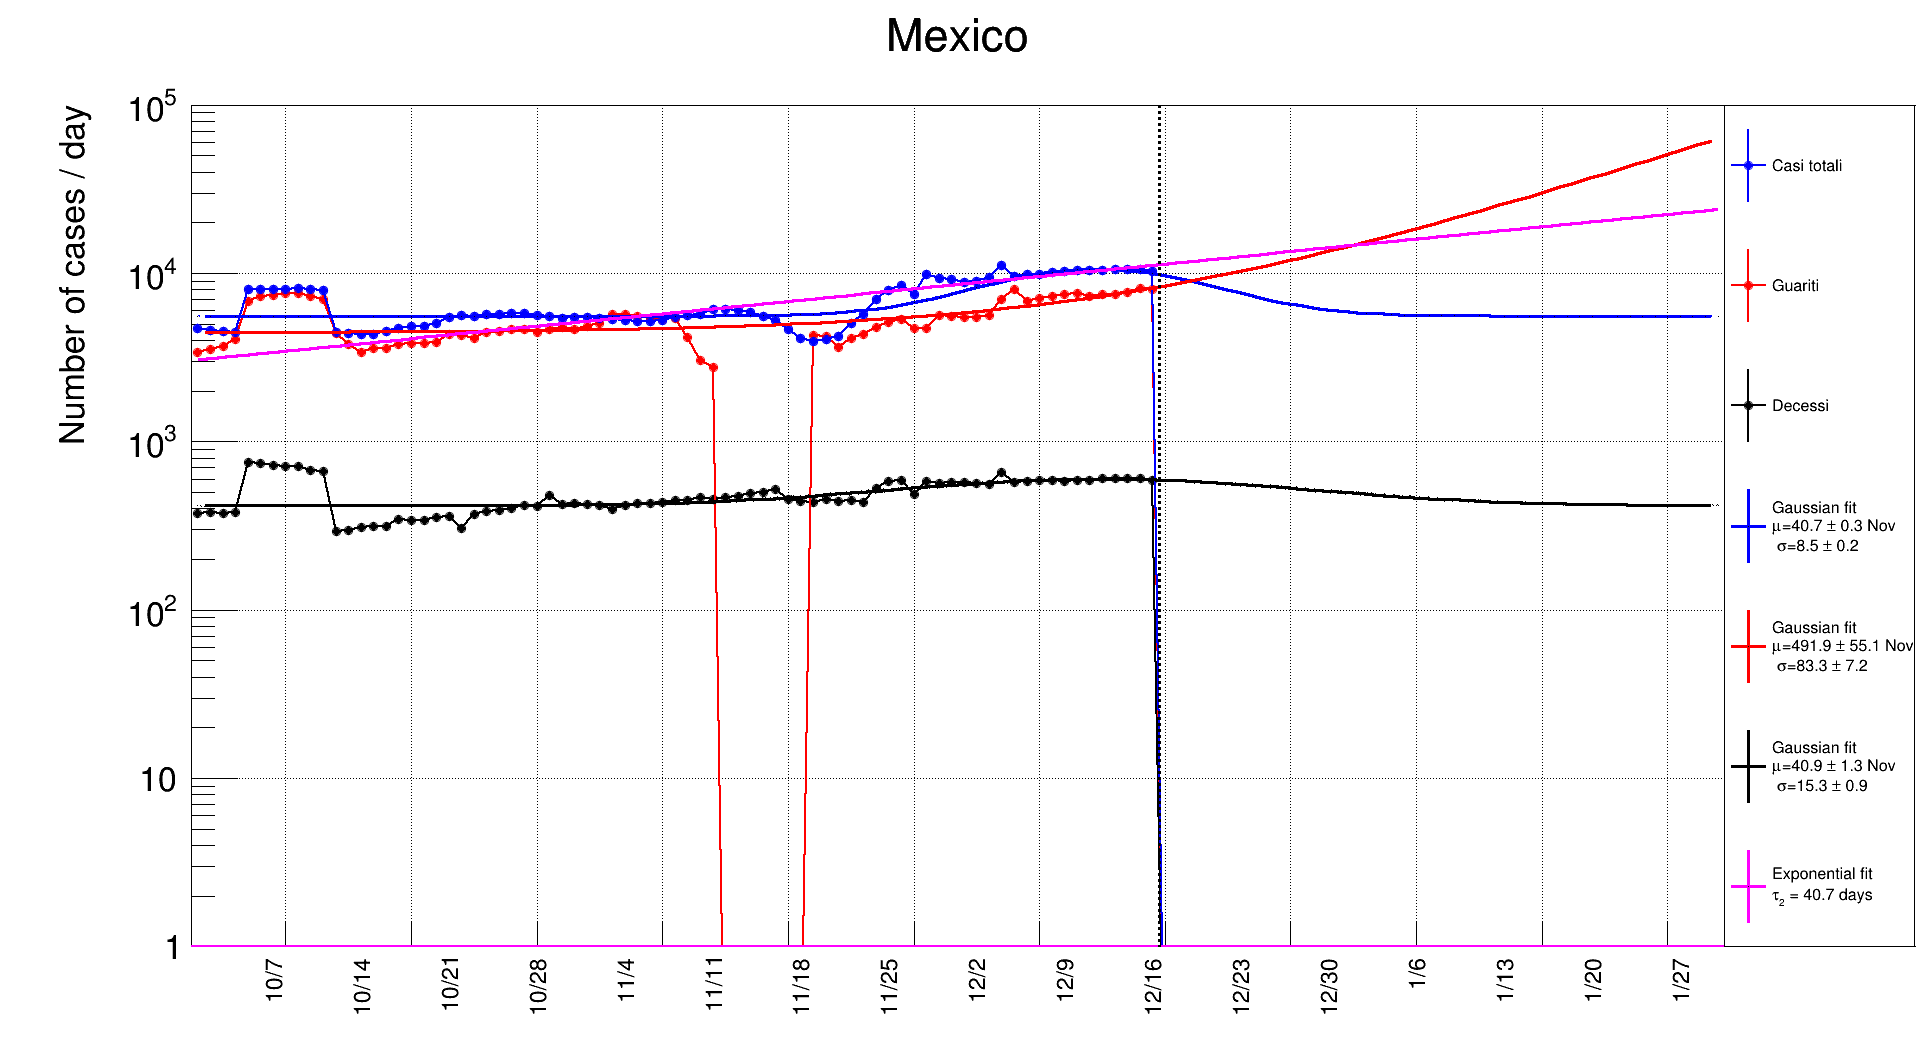 Mexico
Number of cases / day
10^5
10^4
10^3
10^2
10
1
10/7
10/14
10/21
10/28
11/4
11/11
11/18
11/25
12/2
12/9
12/16
12/23
12/30
1/6
1/13
1/20
1/27
Casi totali
Guariti
Decessi
Gaussian fit
μ=40.7 ± 0.3 Nov
σ=8.5 ± 0.2
Gaussian fit
μ=491.9 ± 55.1 Nov
σ=83.3 ± 7.2
Gaussian fit
μ=40.9 ± 1.3 Nov
σ=15.3 ± 0.9
Exponential fit
τ₂ = 40.7 days